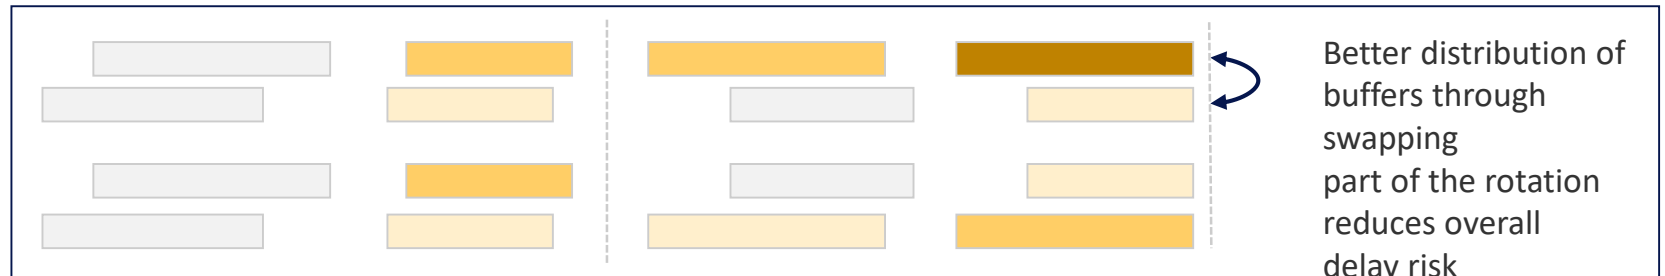 Better distribution of
buffers through
swapping
part of the rotation
reduces overall
delay risk